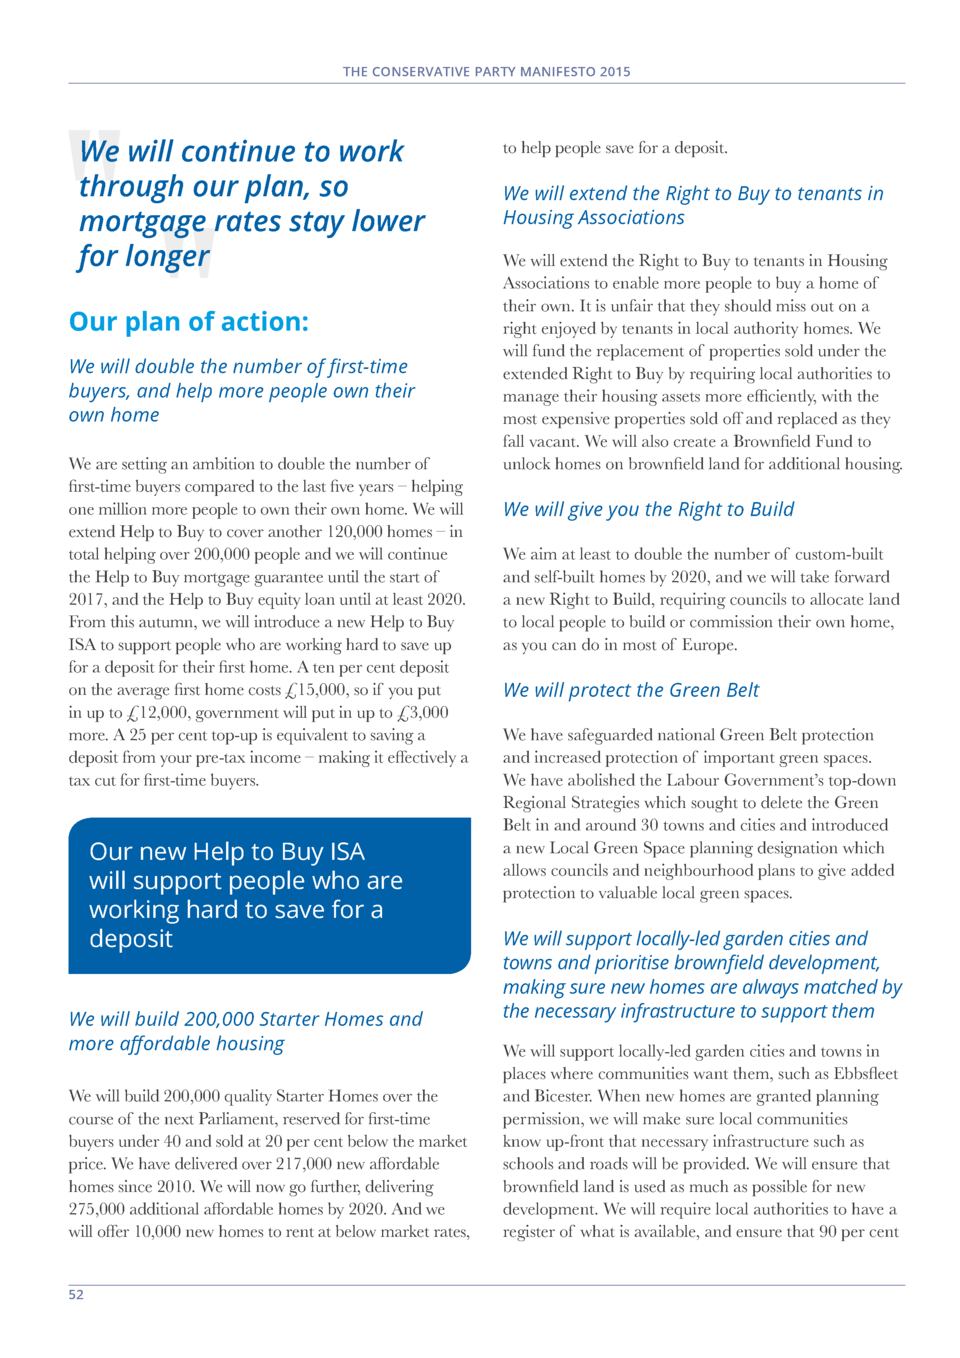 THE CONSERVATIVE PARTY MANIFESTO 2015
"
We will continue to work
through our plan, so
mortgage rates stay lower
for longer
"
Our plan of action:
We will double the number of first-time
buyers, and help more people own their
own home
We are setting an ambition to double the number of
first-time buyers compared to the last five years – helping
one million more people to own their own home. We will
extend Help to Buy to cover another 120,000 homes – in
total helping over 200,000 people and we will continue
the Help to Buy mortgage guarantee until the start of
2017, and the Help to Buy equity loan until at least 2020.
From this autumn, we will introduce a new Help to Buy
ISA to support people who are working hard to save up
for a deposit for their first home. A ten per cent deposit
on the average first home costs £15,000, so if you put
in up to £12,000, government will put in up to £3,000
more. A 25 per cent top-up is equivalent to saving a
deposit from your pre-tax income – making it effectively a
tax cut for first-time buyers.
Our new Help to Buy ISA
will support people who are
working hard to save for a
deposit
We will build 200,000 Starter Homes and
more affordable housing
We will build 200,000 quality Starter Homes over the
course of the next Parliament, reserved for first-time
buyers under 40 and sold at 20 per cent below the market
price. We have delivered over 217,000 new affordable
homes since 2010. We will now go further, delivering
275,000 additional affordable homes by 2020. And we
will offer 10,000 new homes to rent at below market rates,
to help people save for a deposit.
We will extend the Right to Buy to tenants in
Housing Associations
We will extend the Right to Buy to tenants in Housing
Associations to enable more people to buy a home of
their own. It is unfair that they should miss out on a
right enjoyed by tenants in local authority homes. We
will fund the replacement of properties sold under the
extended Right to Buy by requiring local authorities to
manage their housing assets more efficiently, with the
most expensive properties sold off and replaced as they
fall vacant. We will also create a Brownfield Fund to
unlock homes on brownfield land for additional housing.
We will give you the Right to Build
We aim at least to double the number of custom-built
and self-built homes by 2020, and we will take forward
a new Right to Build, requiring councils to allocate land
to local people to build or commission their own home,
as you can do in most of Europe.
We will protect the Green Belt
We have safeguarded national Green Belt protection
and increased protection of important green spaces.
We have abolished the Labour Government’s top-down
Regional Strategies which sought to delete the Green
Belt in and around 30 towns and cities and introduced
a new Local Green Space planning designation which
allows councils and neighbourhood plans to give added
protection to valuable local green spaces.
We will support locally-led garden cities and
towns and prioritise brownfield development,
making sure new homes are always matched by
the necessary infrastructure to support them
We will support locally-led garden cities and towns in
places where communities want them, such as Ebbsfleet
and Bicester. When new homes are granted planning
permission, we will make sure local communities
know up-front that necessary infrastructure such as
schools and roads will be provided. We will ensure that
brownfield land is used as much as possible for new
development. We will require local authorities to have a
register of what is available, and ensure that 90 per cent
52